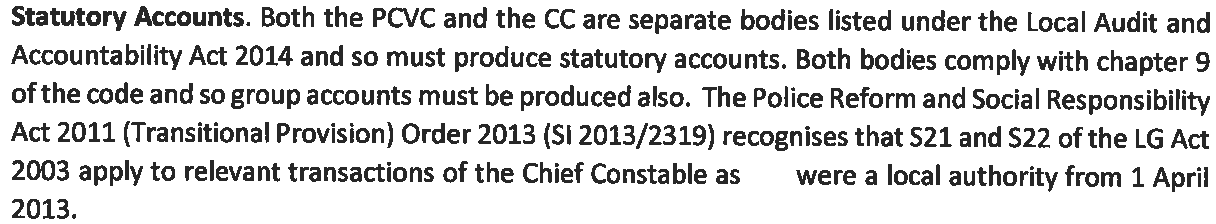 Statutory Accounts. Both the PCVC and the CC are separate bodies listed under the Local Audit and
Accountability Act 2014 and so must produce statutory accounts. Both bodies comply with chapter 9
of the code and so group accounts must be produced also. The Police Reform and Social Responsibility
Act 2011 (Transitional Provision) Order 2013 (SI 2013/2319) recognises that S21 and S22 of the LG Act
2003 apply to relevant transactions of the Chief Constable as were a local authority from 1 April
2013.